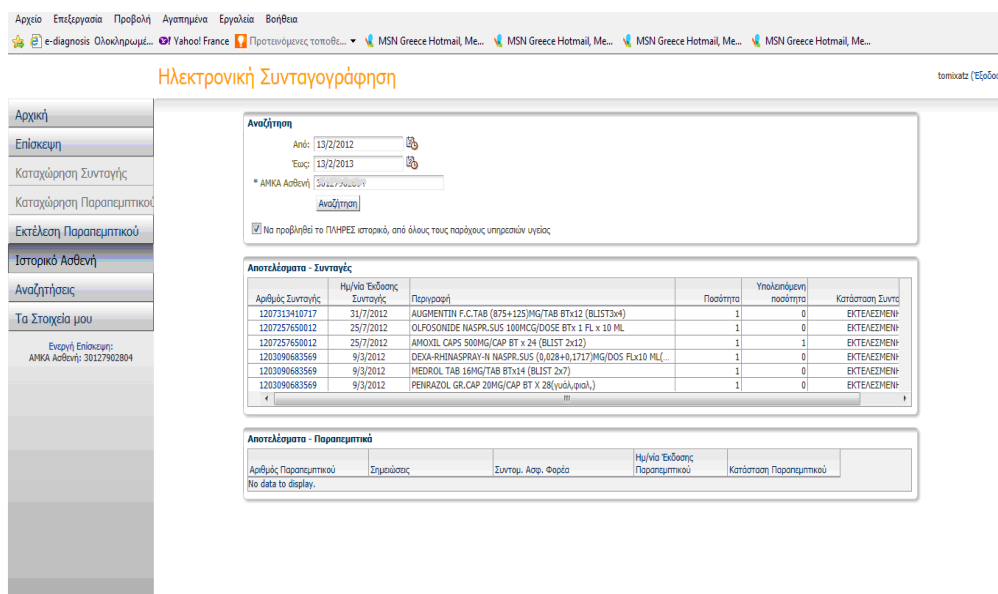 Αρχείο Επεξεργασία Προβολή Αγαπημένα Εργαλεία Βοήθεια
e-diagnosis Ολοκληρωμέ... Yahoo! France Προτεινόμενες τοποθε... MSN Greece Hotmail, Me... MSN Greece Hotmail, Me... MSN Greece Hotmail, Me... MSN Greece Hotmail, Me...
Ηλεκτρονική Συνταγογράφηση
tomixatz (Έξοδος
Αρχική
Επίσκεψη
Καταχώρηση Συνταγής
Καταχώρηση Παραπεμπτικού
Εκτέλεση Παραπεμπτικού
Ιστορικό Ασθενή
Αναζητήσεις
Τα Στοιχεία μου
Ενεργή Επίσκεψη:
ΑΜΚΑ Ασθενή: 30127902804
Αναζήτηση
Από: 13/2/2012
Έως: 13/2/2013
* ΑΜΚΑ Ασθενή
Αναζήτηση
Να προβληθεί το ΠΛΗΡΕΣ ιστορικό, από όλους τους παρόχους υπηρεσιών υγείας
Αποτελέσματα - Συνταγές
Αριθμός Συνταγής Ημ/νία Έκδοσης Συνταγής Περιγραφή Ποσότητα Υπολειπόμενη ποσότητα Κατάσταση Συντα
1207313410717 31/7/2012 AUGMENTIN F.C.TAB (875+125)MG/TAB BTx12 (BLIST3x4) 1 0 ΕΚΤΕΛΕΣΜΕΝΗ
1207257650012 25/7/2012 OLFOSONIDE NASPR.SUS 100MCG/DOSE BTx 1 FL x 10 ML 1 0 ΕΚΤΕΛΕΣΜΕΝΗ
1207257650012 25/7/2012 AMOXIL CAPS 500MG/CAP BT x 24 (BLIST 2x12) 1 1 ΕΚΤΕΛΕΣΜΕΝΗ
1203090683569 9/3/2012 DEXA-RHINASPRAY-N NASPR.SUS (0,028+0,1717)MG/DOS FLx10 ML(... 1 0 ΕΚΤΕΛΕΣΜΕΝΗ
1203090683569 9/3/2012 MEDROL TAB 16MG/TAB BTx14 (BLIST 2x7) 1 0 ΕΚΤΕΛΕΣΜΕΝΗ
1203090683569 9/3/2012 PENRAZOL GR.CAP 20MG/CAP BT X 28(γυάλ,φιαλ,) 1 0 ΕΚΤΕΛΕΣΜΕΝΗ
Αποτελέσματα - Παραπεμπτικά
Αριθμός Παραπεμπτικού Σημειώσεις Συντομ. Ασφ. Φορέα Ημ/νία Έκδοσης Παραπεμπτικού Κατάσταση Παραπεμπτικού
No data to display.